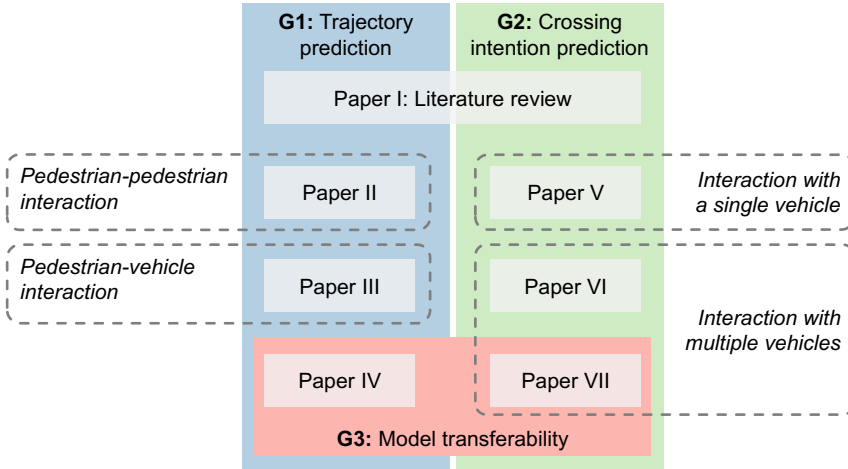 G1: Trajectory
prediction
G2: Crossing
intention prediction
Paper I: Literature review
Pedestrian-pedestrian
interaction
Paper II
Paper V
Interaction with
a single vehicle
Pedestrian-vehicle
interaction
Paper III
Paper VI
Interaction with
multiple vehicles
Paper IV
Paper VII
G3: Model transferability